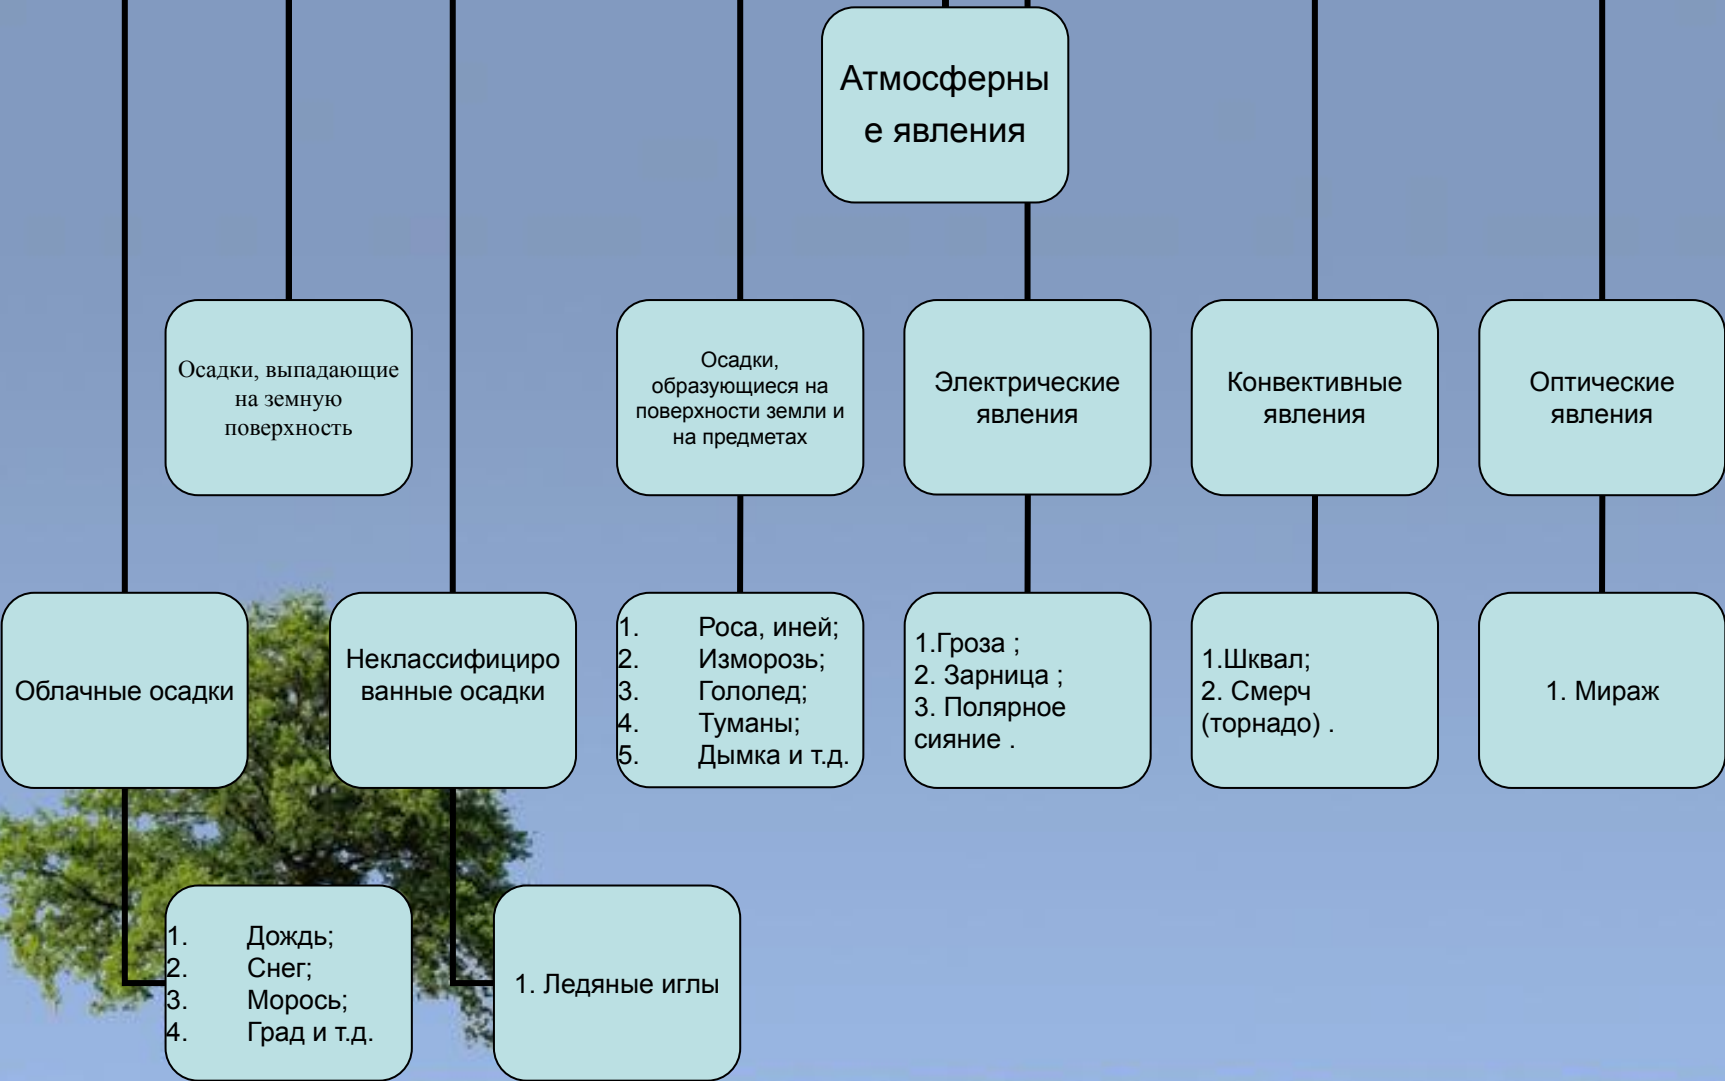 Атмосферны
е явления
Осадки, выпадающие
на земную
поверхность
Осадки,
образующиеся на
поверхности земли и
на предметах
Электрические
явления
Конвективные
явления
Оптические
явления
Облачные осадки
Неклассифициро
ванные осадки
1. Роса, иней;
2. Изморозь;
3. Гололед;
4. Туманы;
5. Дымка и т.д.
1.Гроза ;
2. Зарница ;
3. Полярное
сияние .
1.Шквал;
2. Смерч
(торнадо) .
1. Мираж
1. Дождь;
2. Снег;
3. Морось;
4. Град и т.д.
1. Ледяные иглы